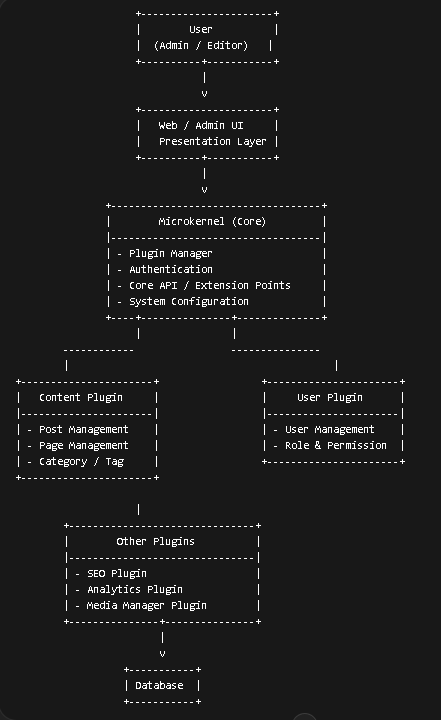 User
(Admin / Editor)
Web / Admin UI
Presentation Layer
Microkernel (Core)
- Plugin Manager
- Authentication
- Core API / Extension Points
- System Configuration
Content Plugin
- Post Management
- Page Management
- Category / Tag
User Plugin
- User Management
- Role & Permission
Other Plugins
- SEO Plugin
- Analytics Plugin
- Media Manager Plugin
Database